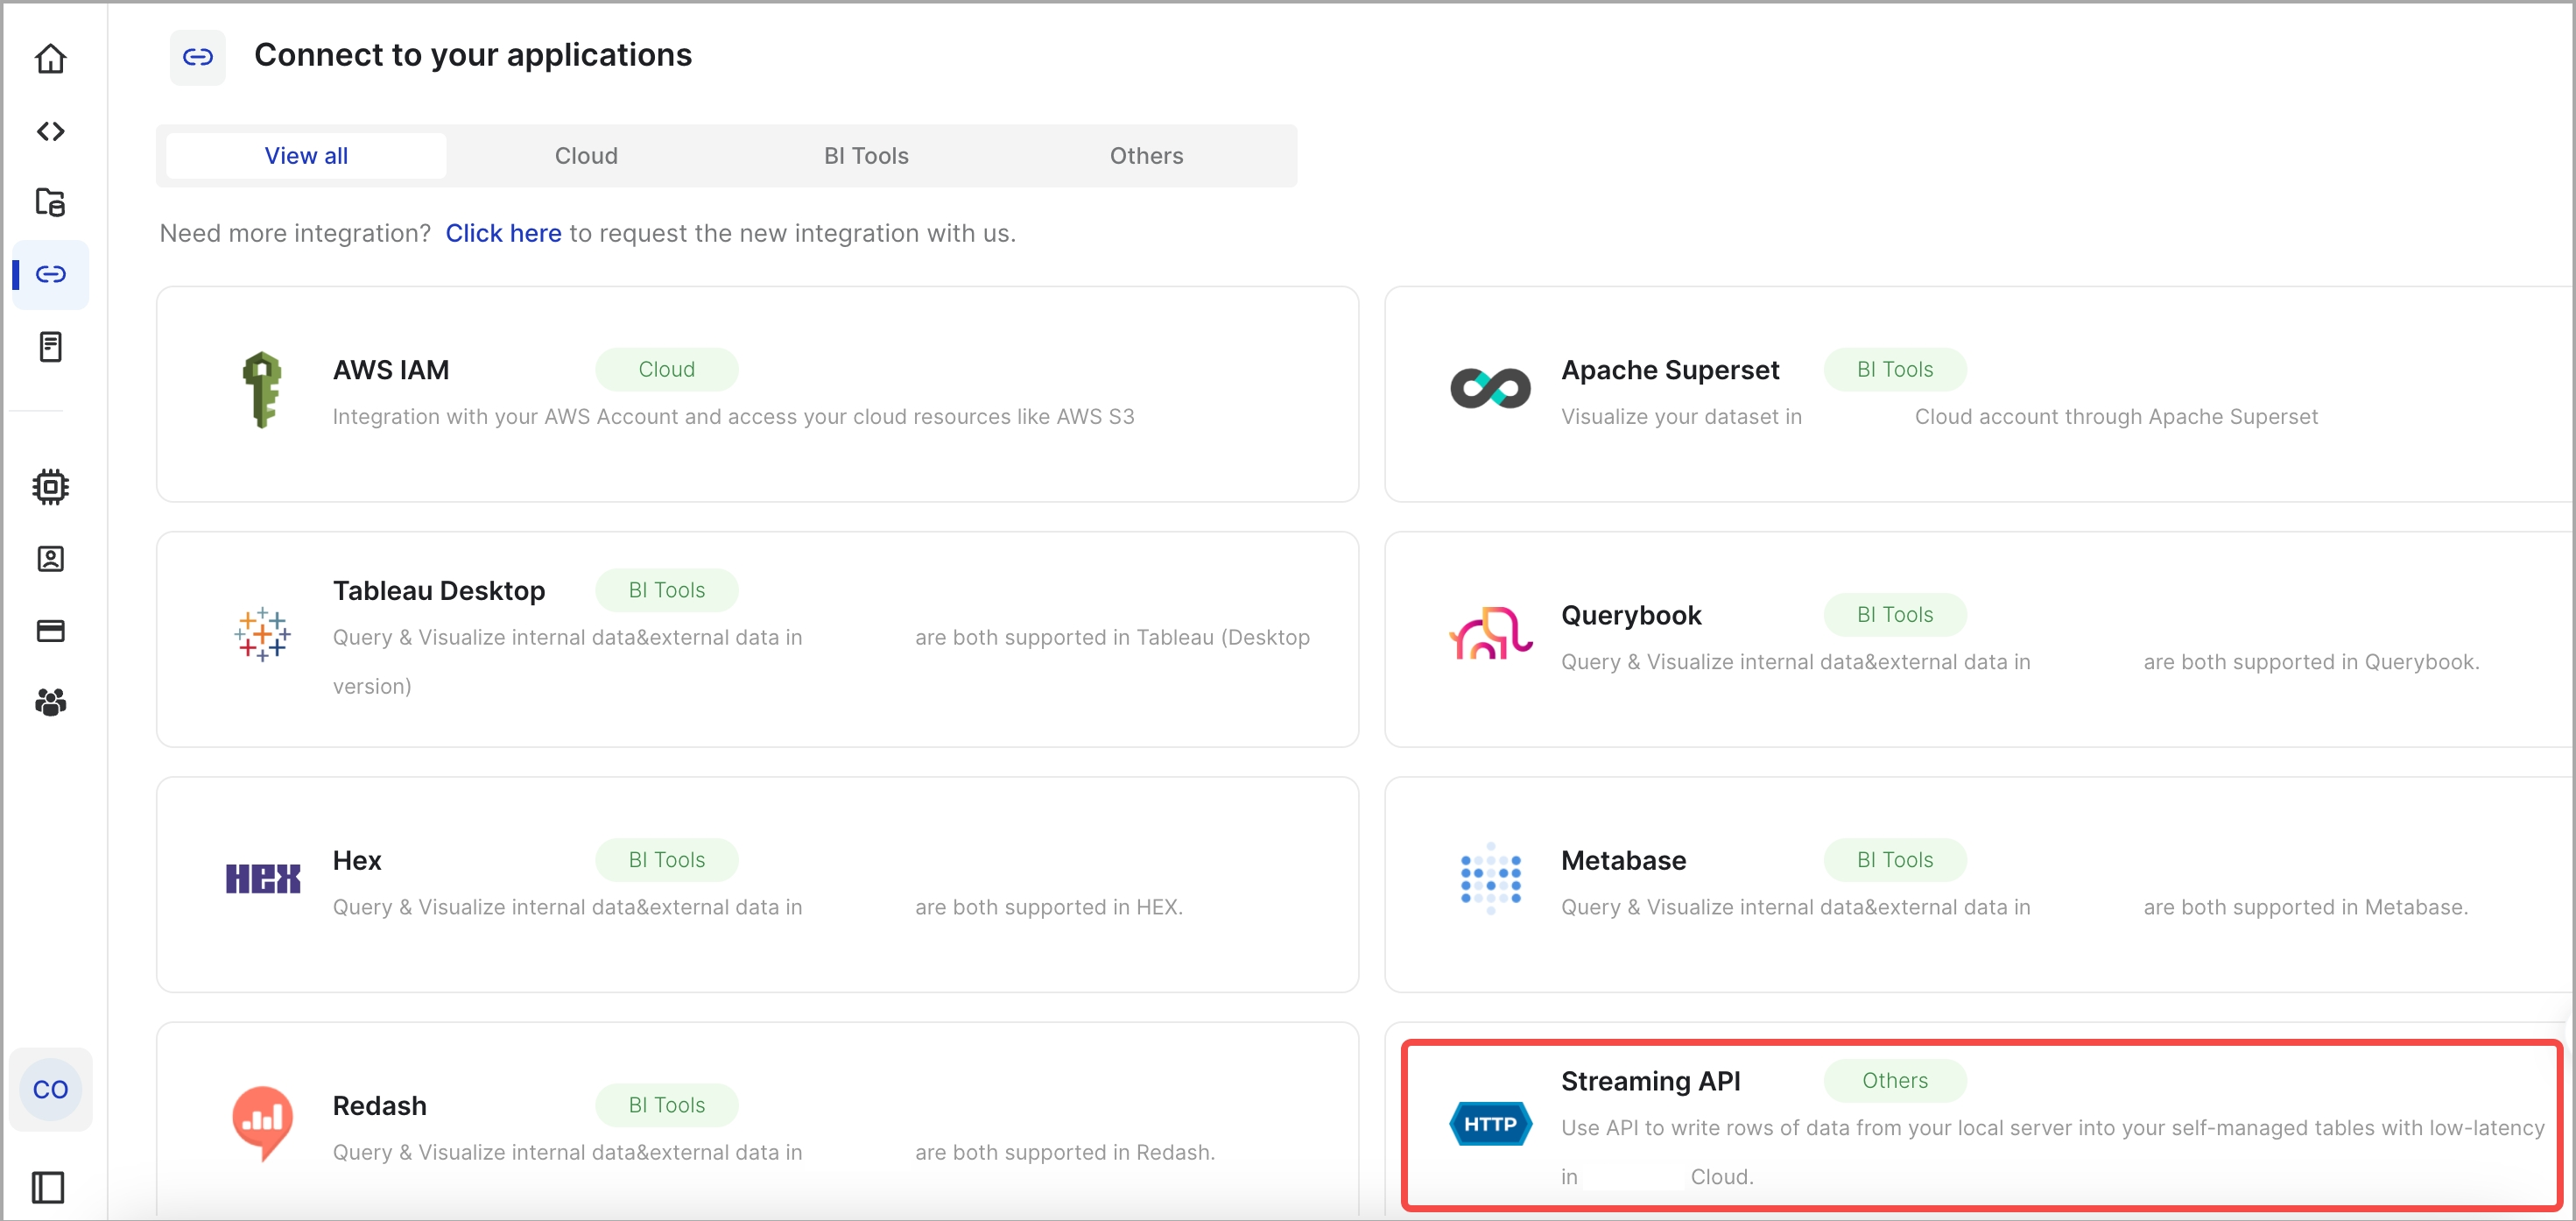 Connect to your applications
View all
Cloud
BI Tools
Others
Need more integration? Click here to request the new integration with us.
AWS IAM
Cloud
Integration with your AWS Account and access your cloud resources like AWS S3
Apache Superset
BI Tools
Visualize your dataset in Cloud account through Apache Superset
Tableau Desktop
BI Tools
Query & Visualize internal data&external data in are both supported in Tableau (Desktop
version)
Querybook
BI Tools
Query & Visualize internal data&external data in are both supported in Querybook.
HEX
Hex
BI Tools
Query & Visualize internal data&external data in are both supported in HEX.
Metabase
BI Tools
Query & Visualize internal data&external data in are both supported in Metabase.
Redash
BI Tools
Query & Visualize internal data&external data in are both supported in Redash.
HTTP
Streaming API
Others
Use API to write rows of data from your local server into your self-managed tables with low-latency
in Cloud.
CO